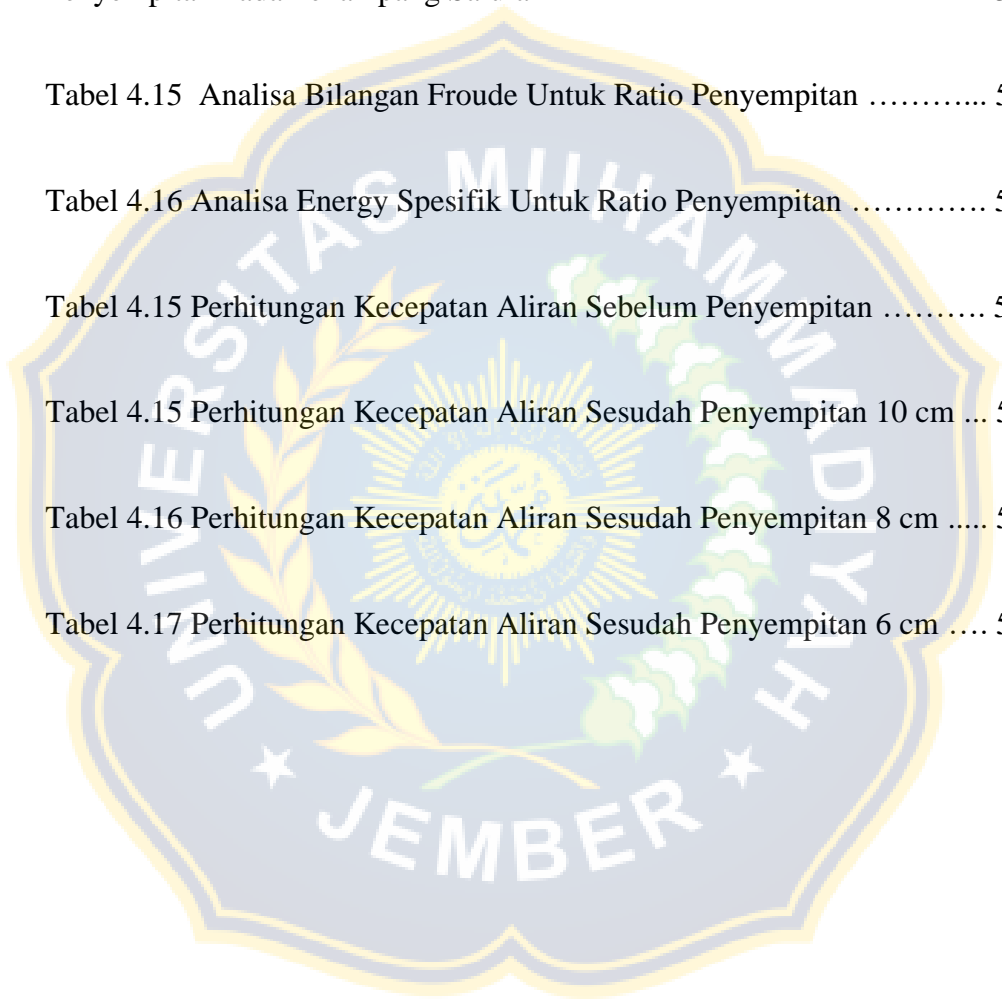 Tabel 4.15 Analisa Bilangan Froude Untuk Ratio Penyempitan ………... 5
Tabel 4.16 Analisa Energy Spesifik Untuk Ratio Penyempitan …………. 5
Tabel 4.15 Perhitungan Kecepatan Aliran Sebelum Penyempitan ………. 5
Tabel 4.15 Perhitungan Kecepatan Aliran Sesudah Penyempitan 10 cm ... 5
Tabel 4.16 Perhitungan Kecepatan Aliran Sesudah Penyempitan 8 cm ..... 5
Tabel 4.17 Perhitungan Kecepatan Aliran Sesudah Penyempitan 6 cm …. 5
UNIVERSITAS MUHAMMADIYAH
JEMBER